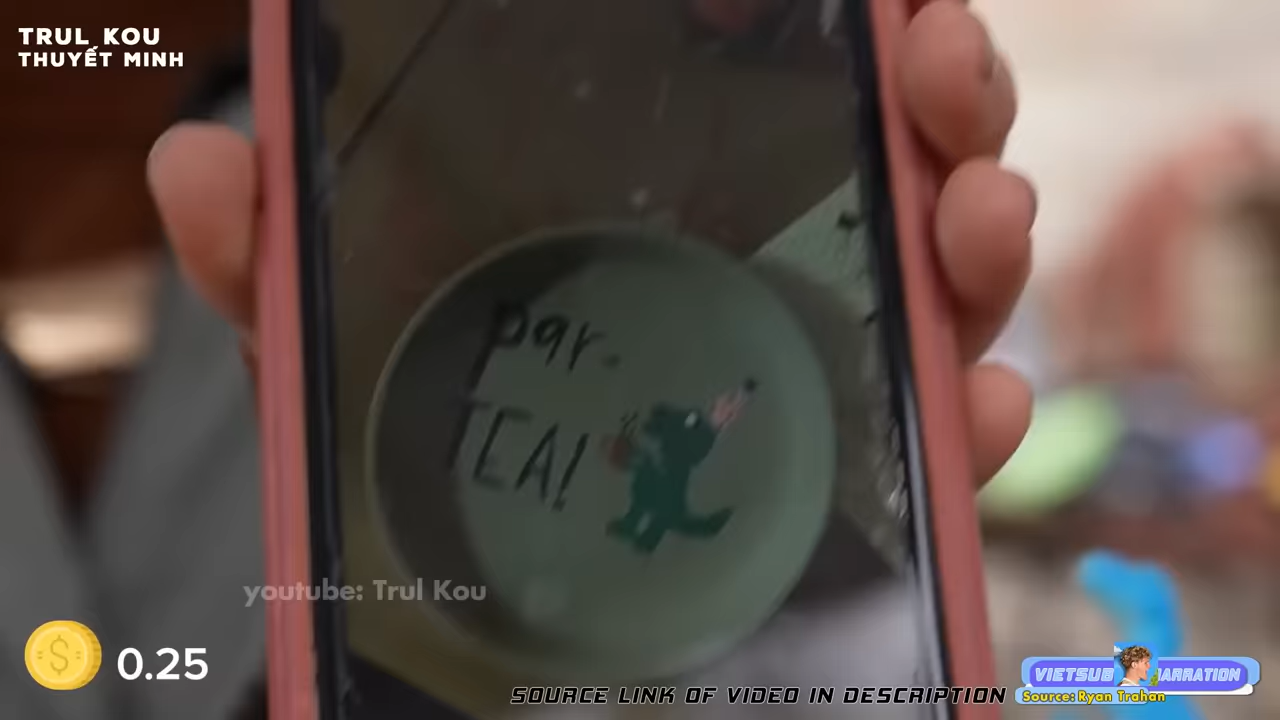 TRUL KOU
THUYẾT MINH
par.
TEA!
youtube: Trul Kou
0.25
SOURCE LINK OF VIDEO IN DESCRIPTION
VIETSUB NARRATION
Source: Ryan Trahan